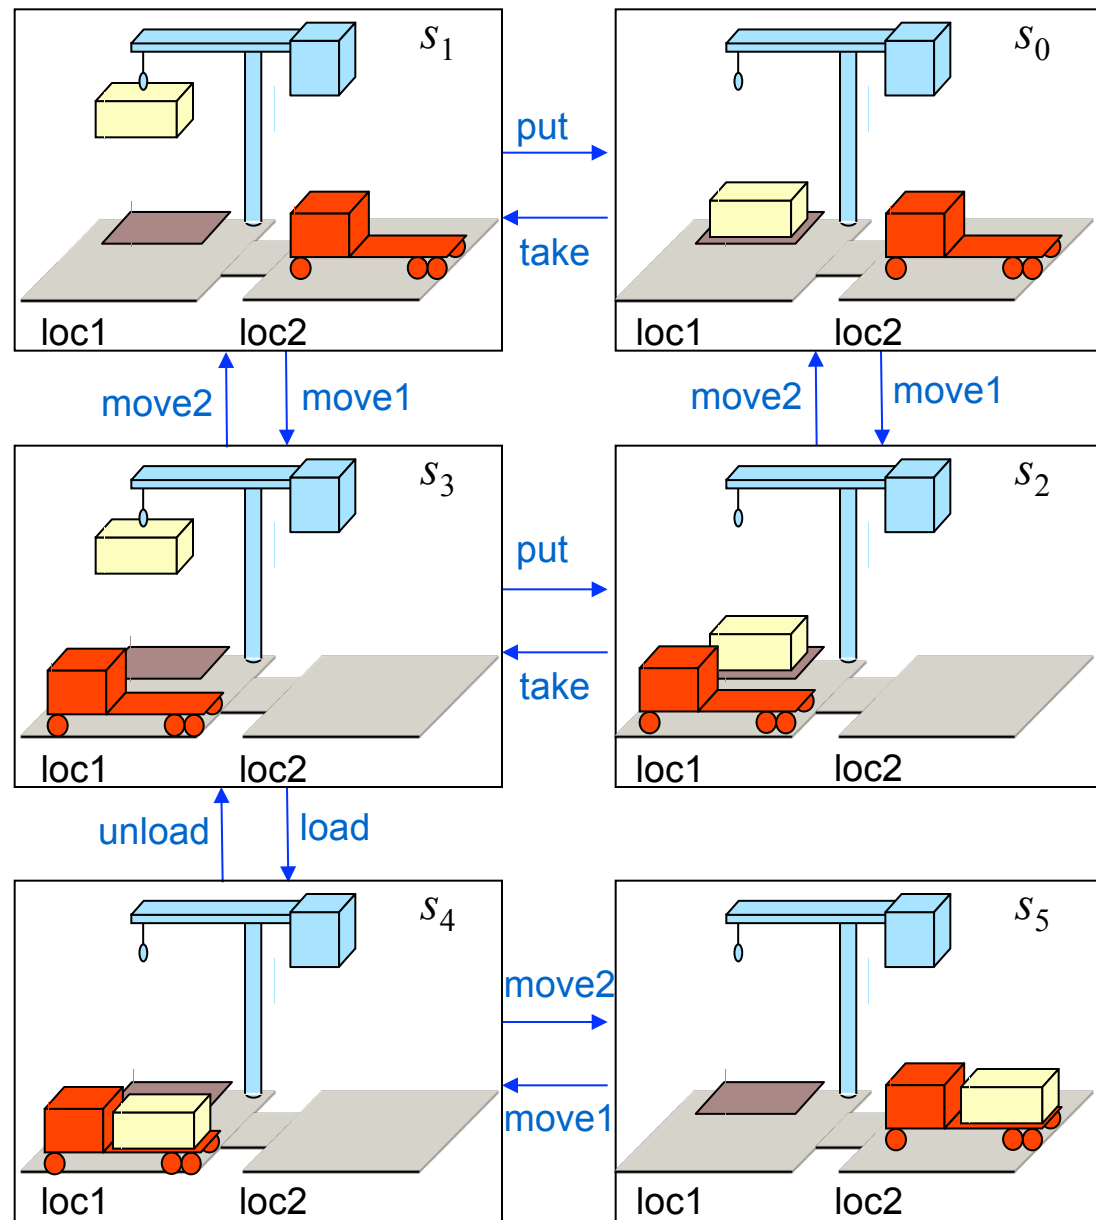 s1
s0
put
take
loc1 loc2
loc1 loc2
move2 move1
move2 move1
s3
s2
put
take
loc1 loc2
loc1 loc2
unload load
s4
s5
move2
move1
loc1 loc2
loc1 loc2